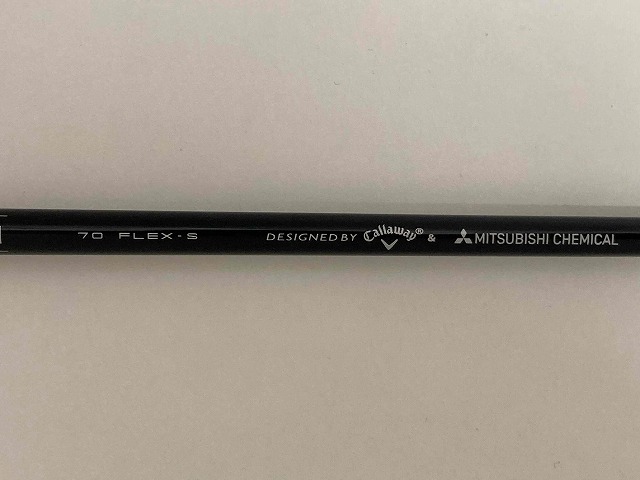 70 FLEX-S DESIGNED BY Callaway® & MITSUBISHI CHEMICAL